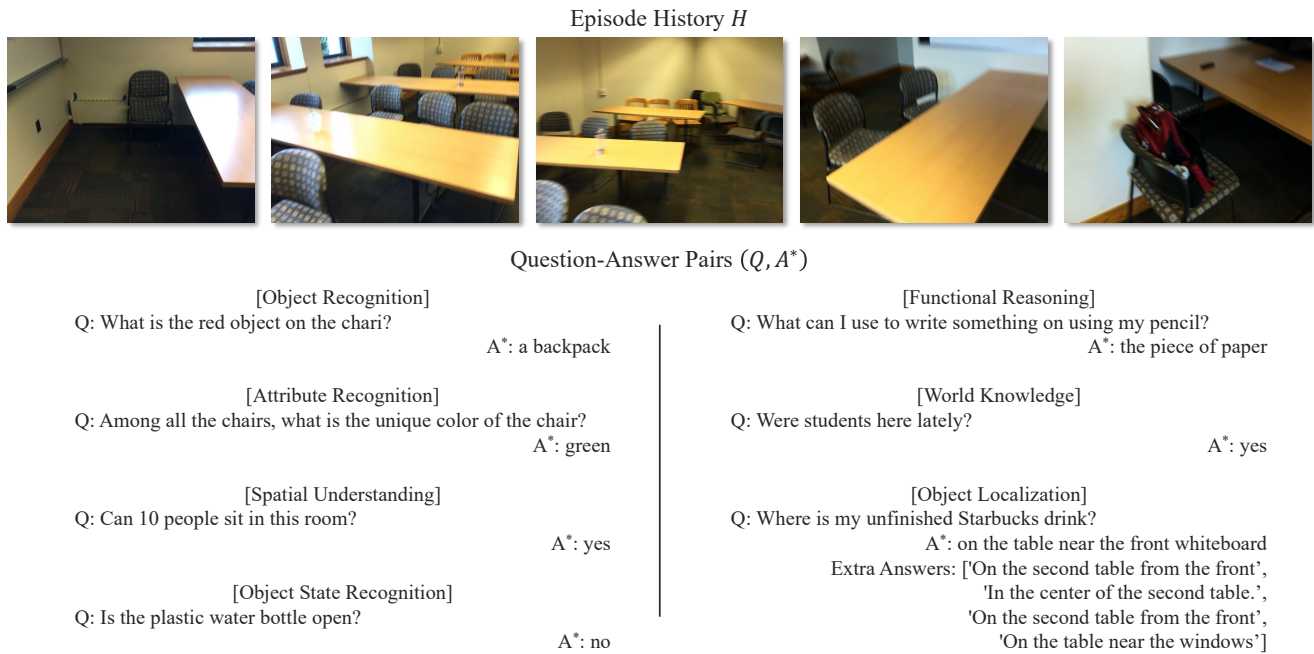 Episode History H
Question-Answer Pairs (Q, A*)
[Object Recognition]
Q: What is the red object on the chari?
A*: a backpack
[Attribute Recognition]
Q: Among all the chairs, what is the unique color of the chair?
A*: green
[Spatial Understanding]
Q: Can 10 people sit in this room?
A*: yes
[Object State Recognition]
Q: Is the plastic water bottle open?
A*: no
[Functional Reasoning]
Q: What can I use to write something on using my pencil?
A*: the piece of paper
[World Knowledge]
Q: Were students here lately?
A*: yes
[Object Localization]
Q: Where is my unfinished Starbucks drink?
A*: on the table near the front whiteboard
Extra Answers: ['On the second table from the front’,
'In the center of the second table.’,
'On the second table from the front’,
'On the table near the windows’]